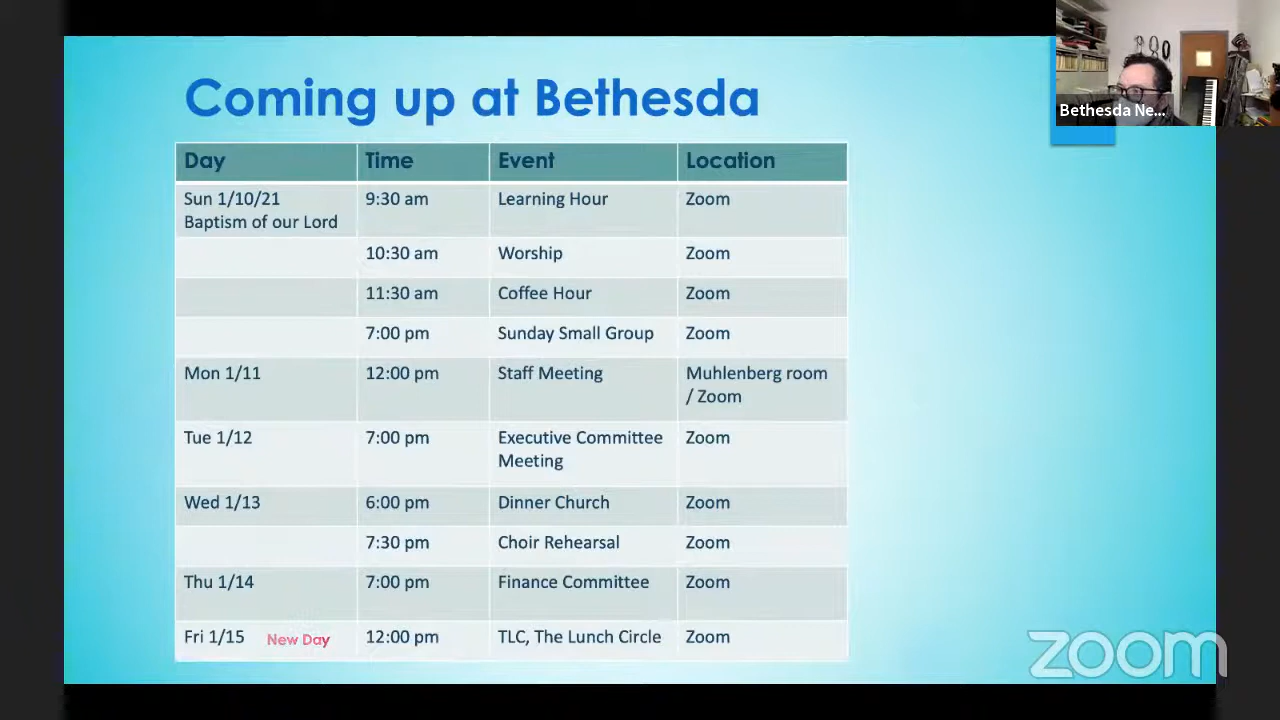 Coming up at Bethesda
Bethesda Ne...
Day Time Event Location
Sun 1/10/21 9:30 am Learning Hour Zoom
Baptism of our Lord
10:30 am Worship Zoom
11:30 am Coffee Hour Zoom
7:00 pm Sunday Small Group Zoom
Mon 1/11 12:00 pm Staff Meeting Muhlenberg room
/ Zoom
Tue 1/12 7:00 pm Executive Committee Zoom
Meeting
Wed 1/13 6:00 pm Dinner Church Zoom
7:30 pm Choir Rehearsal Zoom
Thu 1/14 7:00 pm Finance Committee Zoom
Fri 1/15 New Day 12:00 pm TLC, The Lunch Circle Zoom
zoom